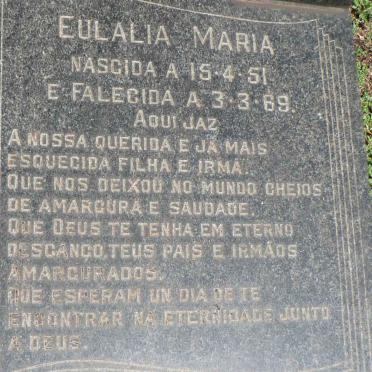 EULALIA MARIA
NASCIDA A 15·4·51
E FALECIDA A 3·3·69.
AQUI JAZ
A NOSSA QUERIDA E JÁ MAIS
ESQUECIDA FILHA E IRMÃ.
QUE NOS DEIXOU NO MUNDO CHEIOS
DE AMARGURA E SAUDADE.
QUE DEUS TE TENHA EM ETERNO
DESCANÇO, TEUS PAIS E IRMÃOS
AMARGURADOS.
QUE ESPERAM UN DIA DE TE
ENCONTRAR NA ETERNIDADE JUNTO
A DEUS.